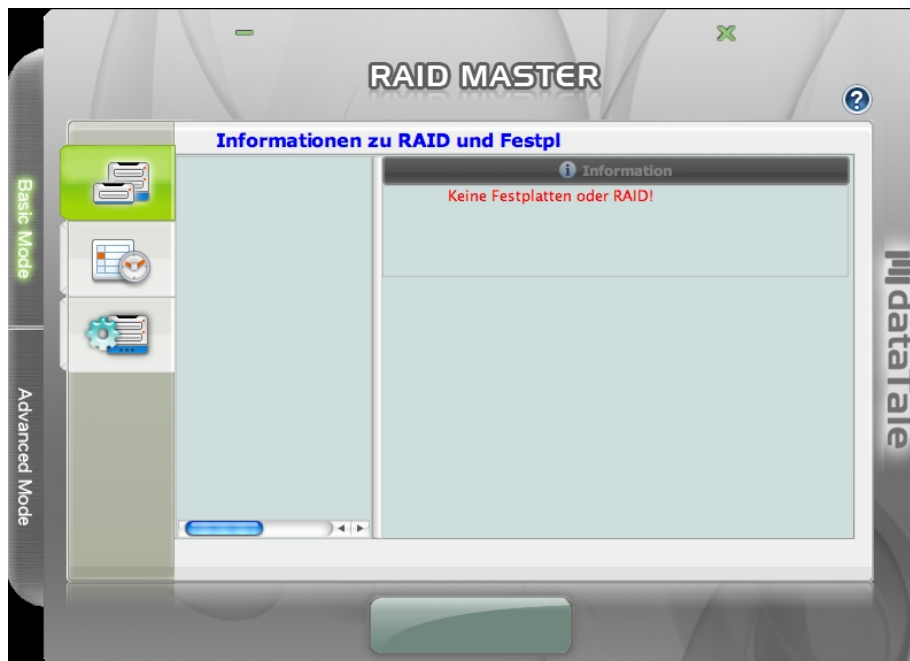 RAID MASTER
?
Informationen zu RAID und Festpl
i Information
Keine Festplatten oder RAID!
Basic Mode
Advanced Mode
dataTale